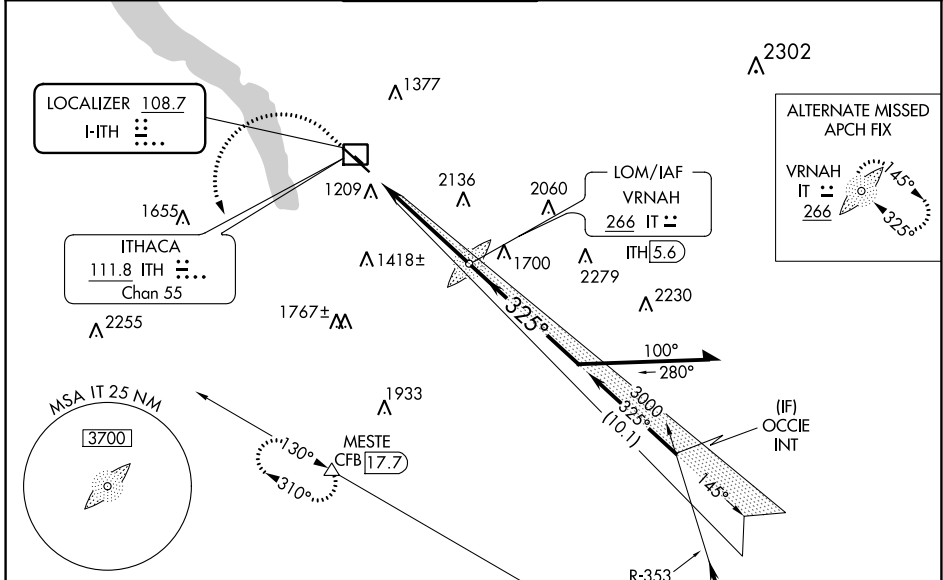 2302
1377
LOCALIZER 108.7
I-ITH
ALTERNATE MISSED
APCH FIX
VRNAH
IT
266
145°
325°
LOM/IAF
VRNAH
266 IT
ITH 5.6
1209
2136
2060
1655
ITHACA
111.8 ITH
Chan 55
1418±
1700
2279
2230
2255
1767±
325°
100°
280°
1933
3000
325°
(10.1)
(IF)
OCCIE
INT
145°
MSA IT 25 NM
3700
130°
310°
MESTE
CFB 17.7
R-353